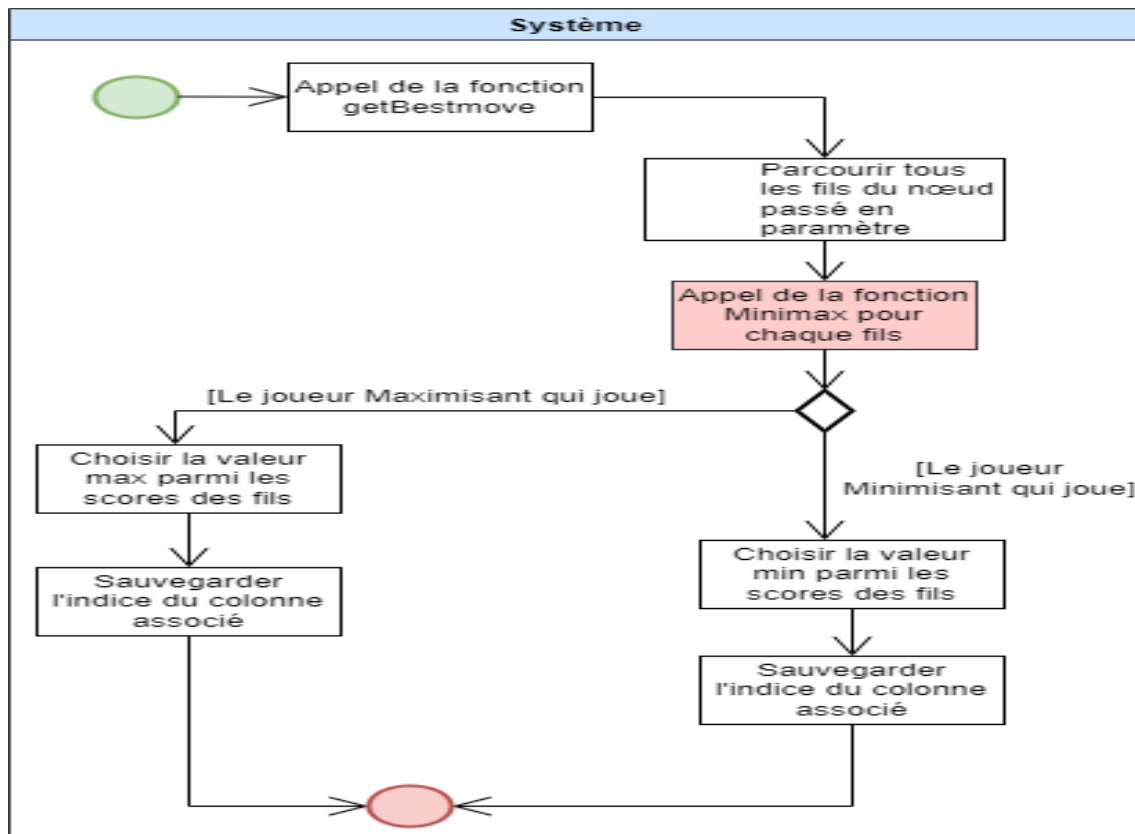 Système
Appel de la fonction
getBestmove
Parcourir tous
les fils du nœud
passé en
paramètre
Appel de la fonction
Minimax pour
chaque fils
[Le joueur Maximisant qui joue]
Choisir la valeur
max parmi les
scores des fils
Sauvegarder
l'indice du colonne
associé
[Le joueur
Minimisant qui joue]
Choisir la valeur
min parmi les
scores des fils
Sauvegarder
l'indice du colonne
associé